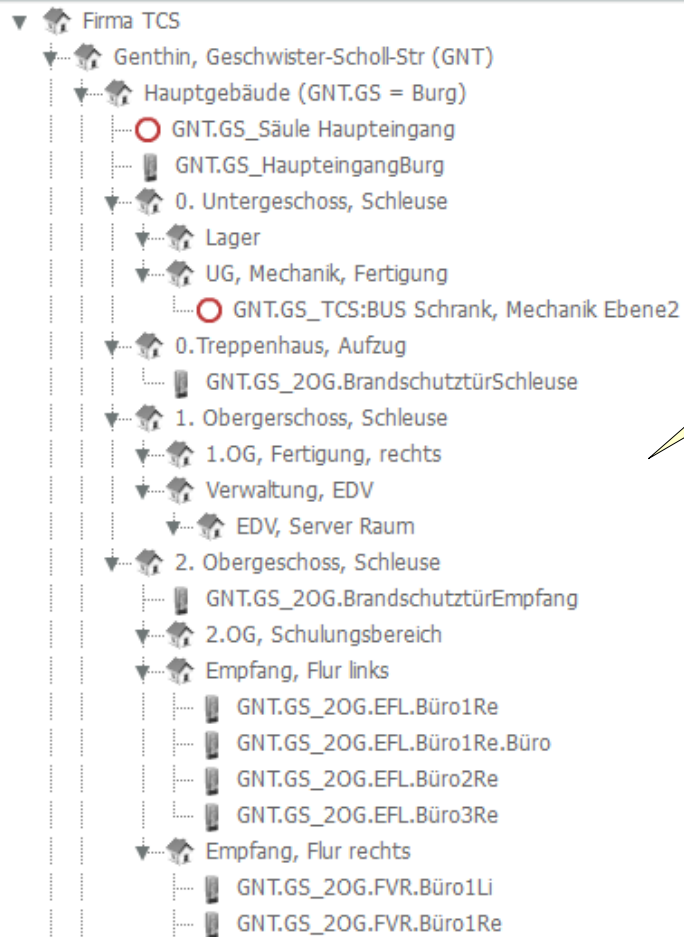 Firma TCS
Genthin, Geschwister-Scholl-Str (GNT)
Hauptgebäude (GNT.GS = Burg)
GNT.GS_Säule Haupteingang
GNT.GS_HaupteingangBurg
0. Untergeschoss, Schleuse
Lager
UG, Mechanik, Fertigung
GNT.GS_TCS:BUS Schrank, Mechanik Ebene2
0.Treppenhaus, Aufzug
GNT.GS_2OG.BrandschutztürSchleuse
1. Obergerschoss, Schleuse
1.OG, Fertigung, rechts
Verwaltung, EDV
EDV, Server Raum
2. Obergeschoss, Schleuse
GNT.GS_2OG.BrandschutztürEmpfang
2.OG, Schulungsbereich
Empfang, Flur links
GNT.GS_2OG.EFL.Büro1Re
GNT.GS_2OG.EFL.Büro1Re.Büro
GNT.GS_2OG.EFL.Büro2Re
GNT.GS_2OG.EFL.Büro3Re
Empfang, Flur rechts
GNT.GS_2OG.FVR.Büro1Li
GNT.GS_2OG.FVR.Büro1Re